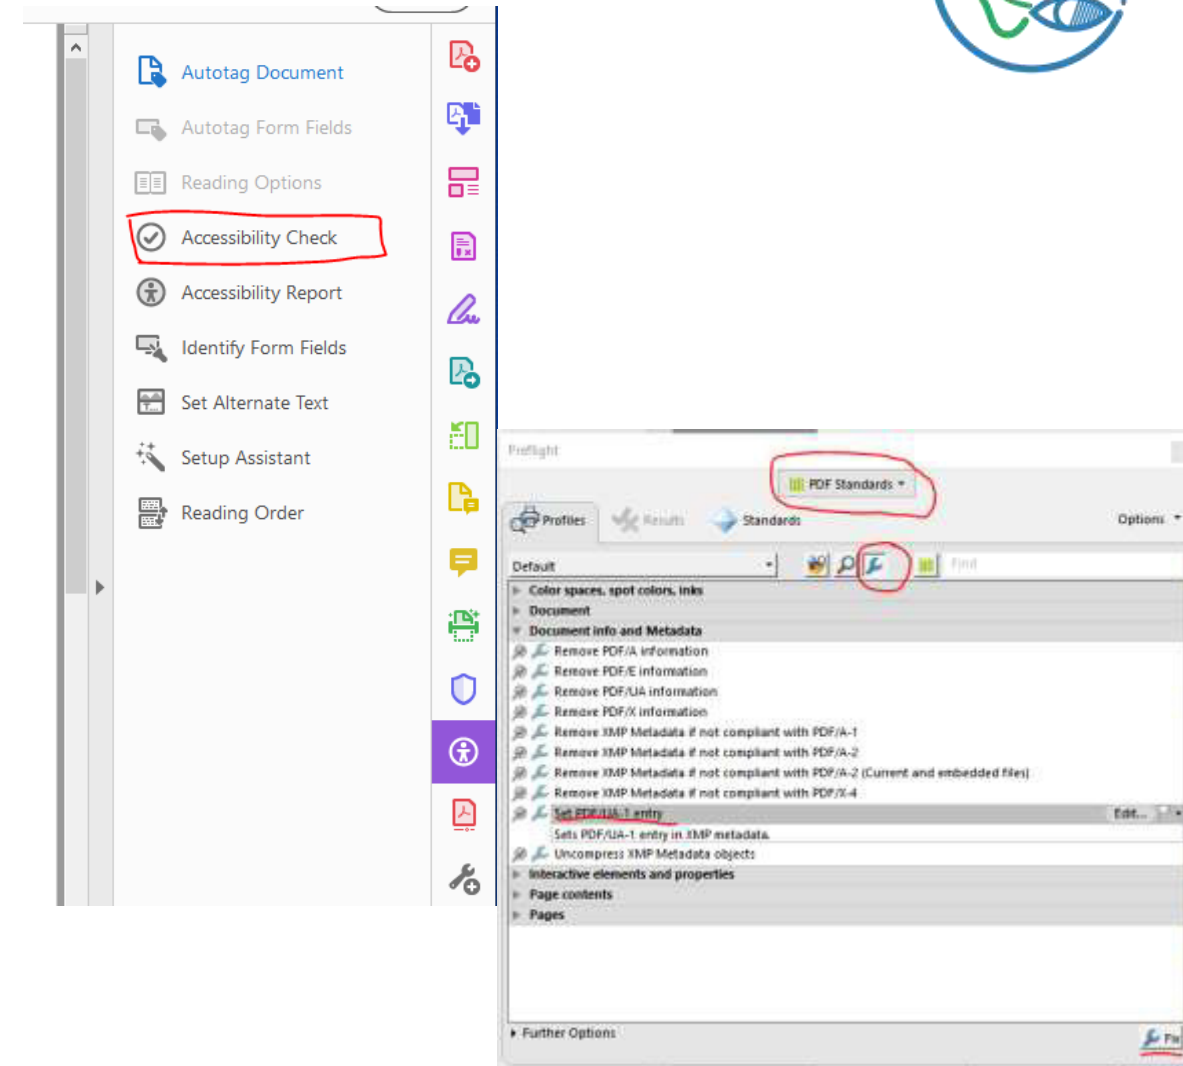 Autotag Document
Autotag Form Fields
Reading Options
Accessibility Check
Accessibility Report
Identify Form Fields
Set Alternate Text
Setup Assistant
Reading Order
Preflight
PDF Standards
Profiles Results Standards Options
Default Find
Color spaces, spot colors, inks
Document
Document info and Metadata
Remove PDF/A information
Remove PDF/E information
Remove PDF/UA information
Remove PDF/X information
Remove XMP Metadata if not compliant with PDF/A-1
Remove XMP Metadata if not compliant with PDF/A-2
Remove XMP Metadata if not compliant with PDF/A-2 (Current and embedded files)
Remove XMP Metadata if not compliant with PDF/X-4
Set PDF/UA-1 entry Edit...
Sets PDF/UA-1 entry in XMP metadata.
Uncompress XMP Metadata objects
Interactive elements and properties
Page contents
Pages
Further Options